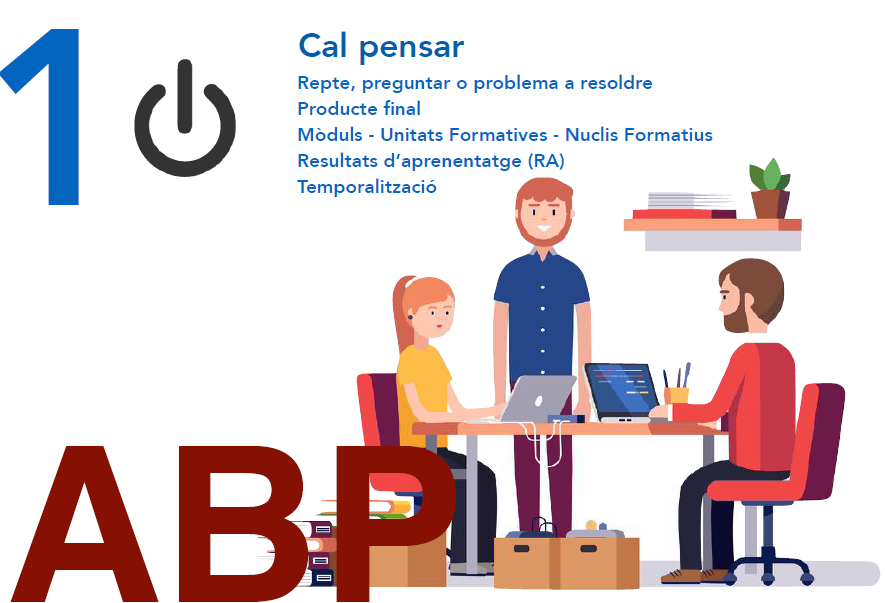 1
Cal pensar
Repte, preguntar o problema a resoldre
Producte final
Mòduls - Unitats Formatives - Nuclis Formatius
Resultats d’aprenentatge (RA)
Temporalització
ABP